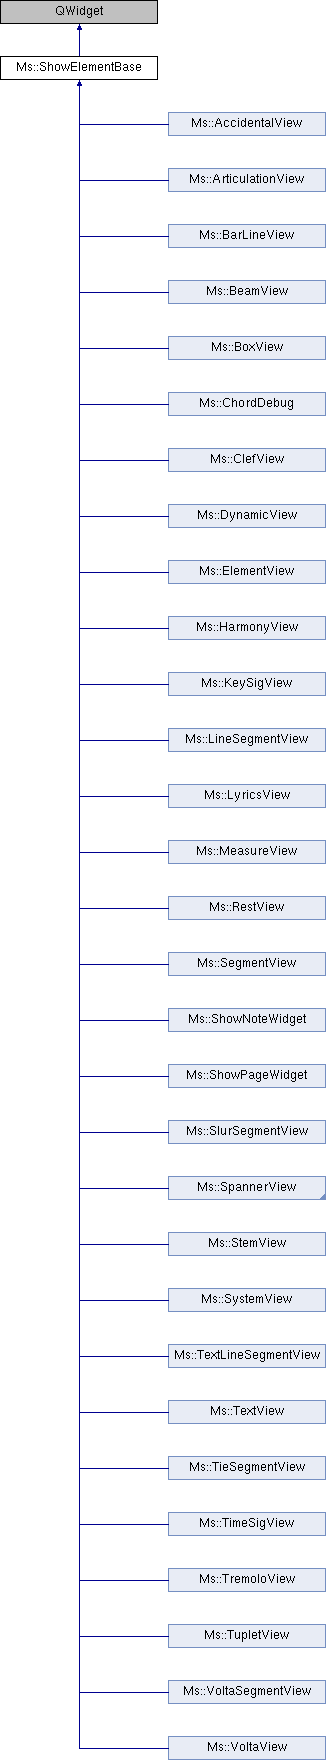 QWidget
Ms::ShowElementBase
Ms::AccidentalView
Ms::ArticulationView
Ms::BarLineView
Ms::BeamView
Ms::BoxView
Ms::ChordDebug
Ms::ClefView
Ms::DynamicView
Ms::ElementView
Ms::HarmonyView
Ms::KeySigView
Ms::LineSegmentView
Ms::LyricsView
Ms::MeasureView
Ms::RestView
Ms::SegmentView
Ms::ShowNoteWidget
Ms::ShowPageWidget
Ms::SlurSegmentView
Ms::SpannerView
Ms::StemView
Ms::SystemView
Ms::TextLineSegmentView
Ms::TextView
Ms::TieSegmentView
Ms::TimeSigView
Ms::TremoloView
Ms::TupletView
Ms::VoltaSegmentView
Ms::VoltaView